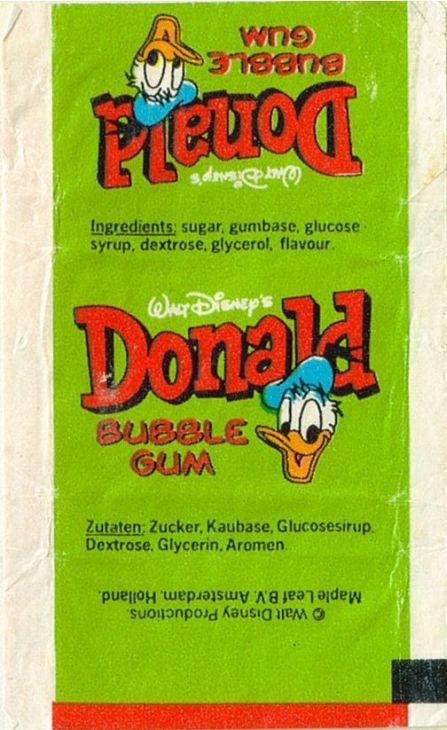 WALT DISNEY'S
Donald
BUBBLE
GUM
Ingredients: sugar, gumbase, glucose
syrup, dextrose, glycerol, flavour.
WALT DISNEY'S
Donald
BUBBLE
GUM
Zutaten: Zucker, Kaubase, Glucosesirup,
Dextrose, Glycerin, Aromen.
© Walt Disney Productions.
Maple Leaf B.V. Amsterdam. Holland.